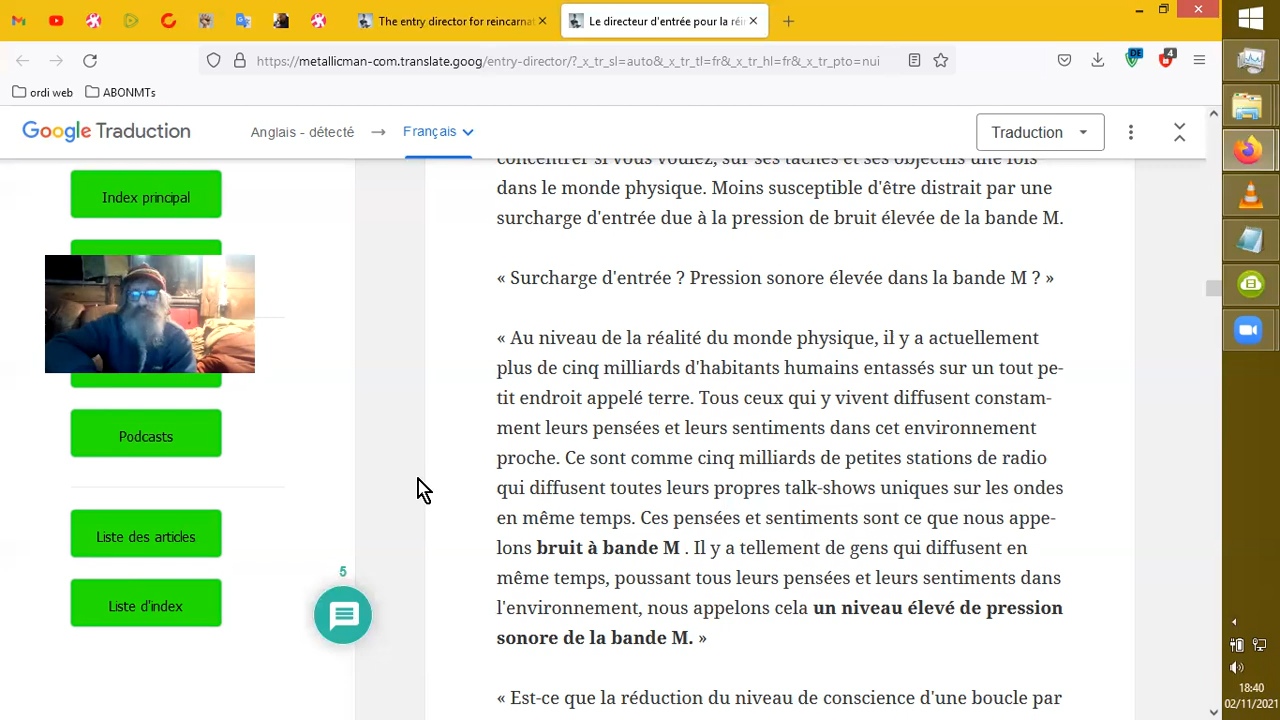 The entry director for reincarnat
Le directeur d'entrée pour la réin
https://metallicman-com.translate.goog/entry-director/?_x_tr_sl=auto&_x_tr_tl=fr&_x_tr_hl=fr&_x_tr_pto=nui
DE
4
ordi web
ABONMTs
Google Traduction
Anglais - détecté
Français
Traduction
Index principal
Podcasts
Liste des articles
Liste d'index
5
concentrer si vous voulez, sur ses tâches et ses objectifs une fois
dans le monde physique. Moins susceptible d'être distrait par une
surcharge d'entrée due à la pression de bruit élevée de la bande M.
« Surcharge d'entrée ? Pression sonore élevée dans la bande M ? »
« Au niveau de la réalité du monde physique, il y a actuellement
plus de cinq milliards d'habitants humains entassés sur un tout pe-
tit endroit appelé terre. Tous ceux qui y vivent diffusent constam-
ment leurs pensées et leurs sentiments dans cet environnement
proche. Ce sont comme cinq milliards de petites stations de radio
qui diffusent toutes leurs propres talk-shows uniques sur les ondes
en même temps. Ces pensées et sentiments sont ce que nous appe-
lons bruit à bande M . Il y a tellement de gens qui diffusent en
même temps, poussant tous leurs pensées et leurs sentiments dans
l'environnement, nous appelons cela un niveau élevé de pression
sonore de la bande M. »
« Est-ce que la réduction du niveau de conscience d'une boucle par
18:40
02/11/2021